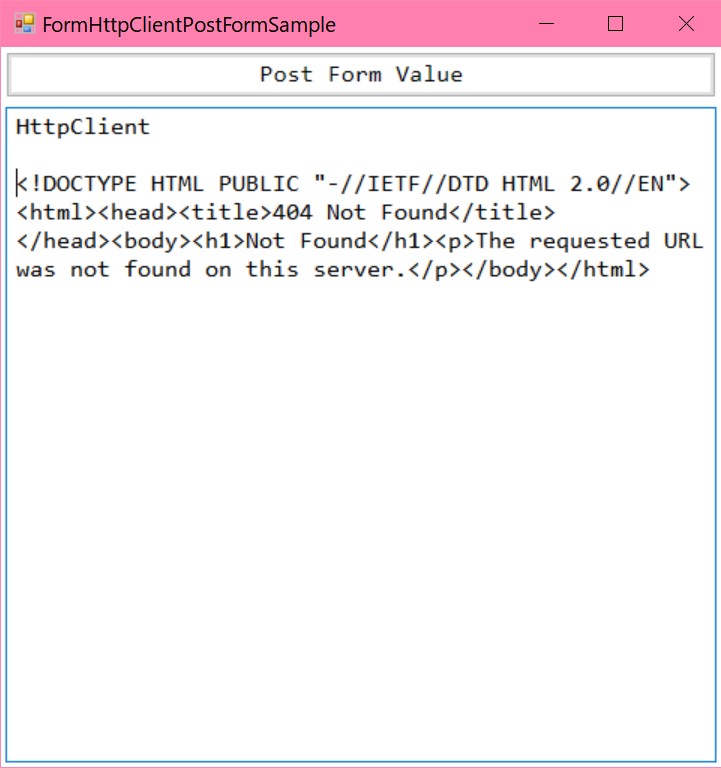 FormHttpClientPostFormSample
Post Form Value
HttpClient
<!DOCTYPE HTML PUBLIC "-//IETF//DTD HTML 2.0//EN">
<html><head><title>404 Not Found</title>
</head><body><h1>Not Found</h1><p>The requested URL
was not found on this server.</p></body></html>